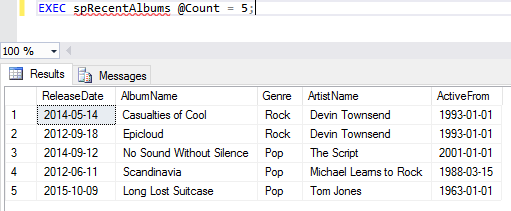 EXEC spRecentAlbums @Count = 5;
100 %
Results Messages
ReleaseDate AlbumName Genre ArtistName ActiveFrom
1 2014-05-14 Casualties of Cool Rock Devin Townsend 1993-01-01
2 2012-09-18 Epicloud Rock Devin Townsend 1993-01-01
3 2014-09-12 No Sound Without Silence Pop The Script 2001-01-01
4 2012-06-11 Scandinavia Pop Michael Learns to Rock 1988-03-15
5 2015-10-09 Long Lost Suitcase Pop Tom Jones 1963-01-01